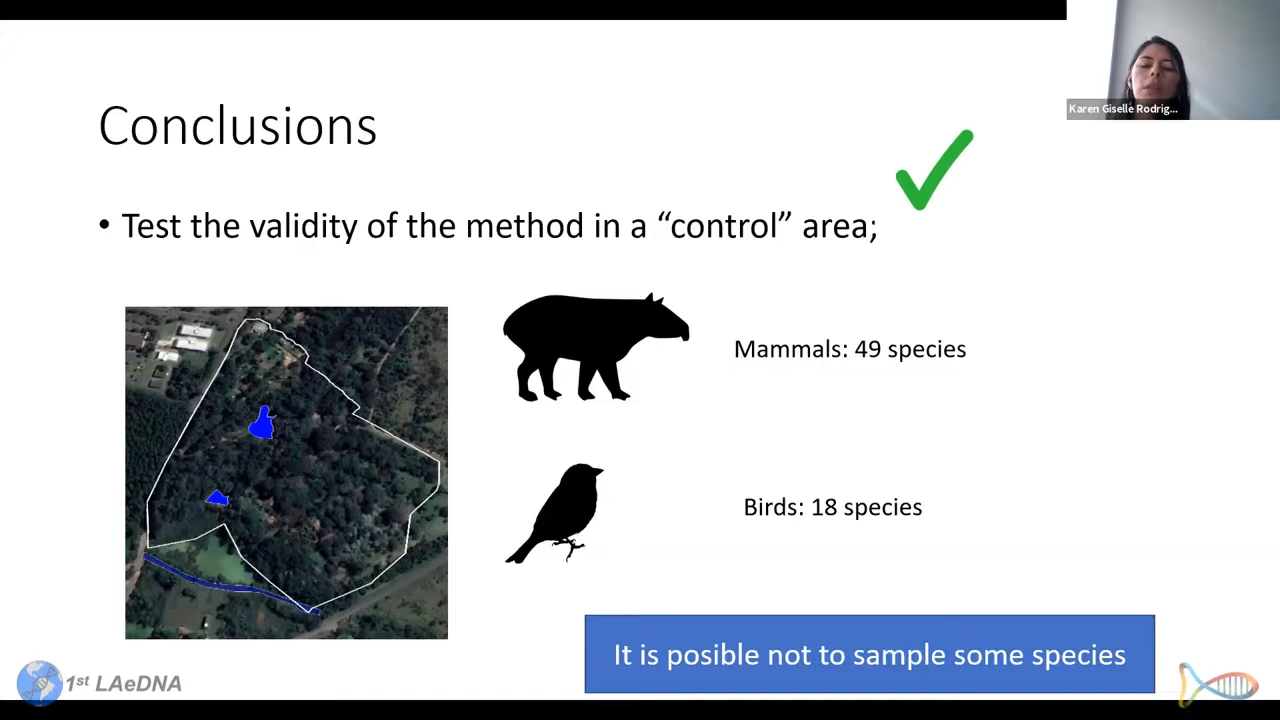 Karen Giselle Rodrig...
Conclusions
• Test the validity of the method in a “control” area;
Mammals: 49 species
Birds: 18 species
It is posible not to sample some species
1st LAeDNA